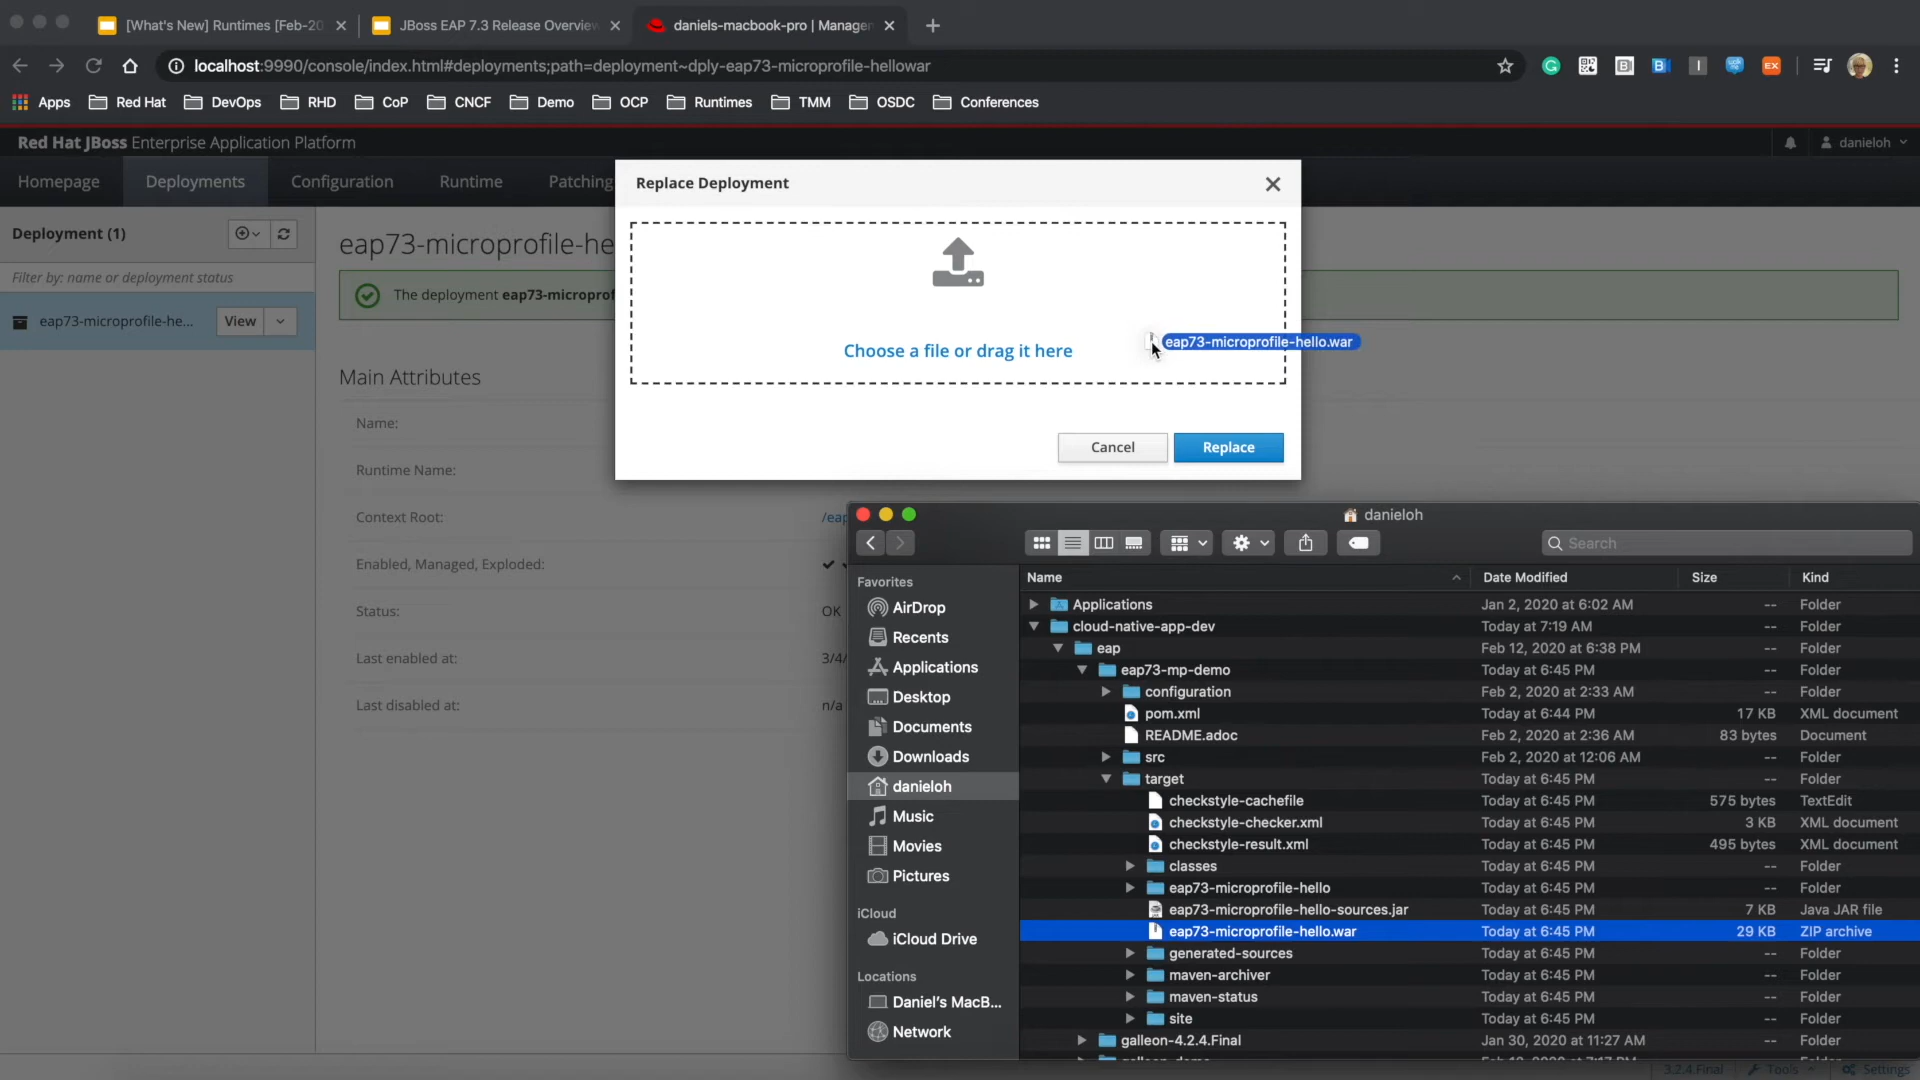 [What's New] Runtimes [Feb-20
JBoss EAP 7.3 Release Overview
daniels-macbook-pro | Managem
localhost:9990/console/index.html#deployments;path=deployment~dply-eap73-microprofile-hellowar
Apps
Red Hat
DevOps
RHD
CoP
CNCF
Demo
OCP
Runtimes
TMM
OSDC
Conferences
Red Hat JBoss Enterprise Application Platform
danieloh
Homepage
Deployments
Configuration
Runtime
Patching
Deployment (1)
Filter by: name or deployment status
eap73-microprofile-he...
View
eap73-microprofile-he
The deployment eap73-microprof
Main Attributes
Name:
Runtime Name:
Context Root:
/eap
Enabled, Managed, Exploded:
Status:
OK
Last enabled at:
3/4/
Last disabled at:
n/a
Replace Deployment
Choose a file or drag it here
eap73-microprofile-hello.war
Cancel
Replace
danieloh
Search
Favorites
AirDrop
Recents
Applications
Desktop
Documents
Downloads
danieloh
Music
Movies
Pictures
iCloud
iCloud Drive
Locations
Daniel's MacB...
Network
Name Date Modified Size Kind
Applications Jan 2, 2020 at 6:02 AM -- Folder
cloud-native-app-dev Today at 7:19 AM -- Folder
eap Feb 12, 2020 at 6:38 PM -- Folder
eap73-mp-demo Today at 6:45 PM -- Folder
configuration Feb 2, 2020 at 2:33 AM -- Folder
pom.xml Today at 6:44 PM 17 KB XML document
README.adoc Feb 2, 2020 at 2:36 AM 83 bytes Document
src Feb 2, 2020 at 12:06 AM -- Folder
target Today at 6:45 PM -- Folder
checkstyle-cachefile Today at 6:45 PM 575 bytes TextEdit
checkstyle-checker.xml Today at 6:45 PM 3 KB XML document
checkstyle-result.xml Today at 6:45 PM 495 bytes XML document
classes Today at 6:45 PM -- Folder
eap73-microprofile-hello Today at 6:45 PM -- Folder
eap73-microprofile-hello-sources.jar Today at 6:45 PM 7 KB Java JAR file
eap73-microprofile-hello.war Today at 6:45 PM 29 KB ZIP archive
generated-sources Today at 6:45 PM -- Folder
maven-archiver Today at 6:45 PM -- Folder
maven-status Today at 6:45 PM -- Folder
site Today at 6:45 PM -- Folder
galleon-4.2.4.Final Jan 30, 2020 at 11:27 AM -- Folder
3.2.4.Final
Tools
Settings